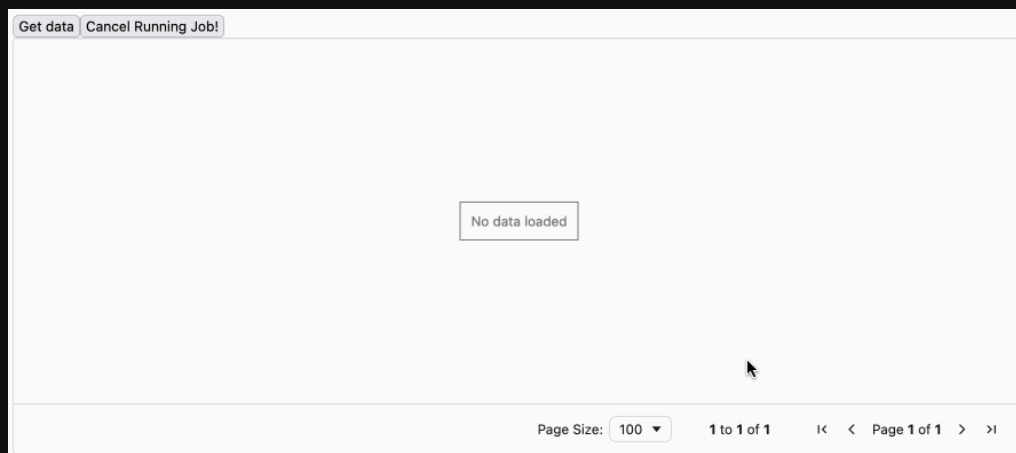 Get data Cancel Running Job!
No data loaded
Page Size: 100 1 to 1 of 1 Page 1 of 1